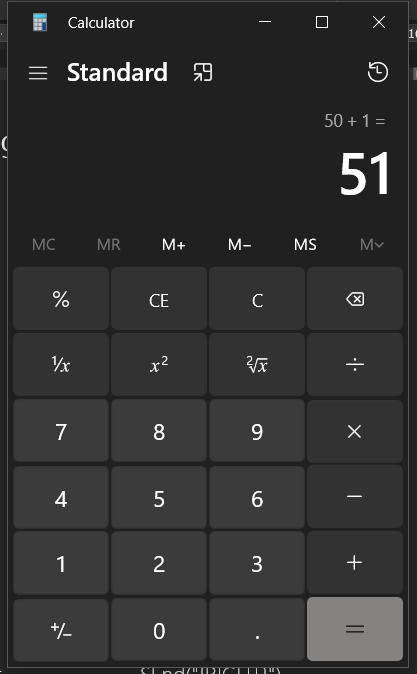 Calculator
Standard
50 + 1 =
51
MC MR M+ M− MS M
% CE C
¹/x x² ²√x ÷
7 8 9 ×
4 5 6 −
1 2 3 +
+/− 0 . =